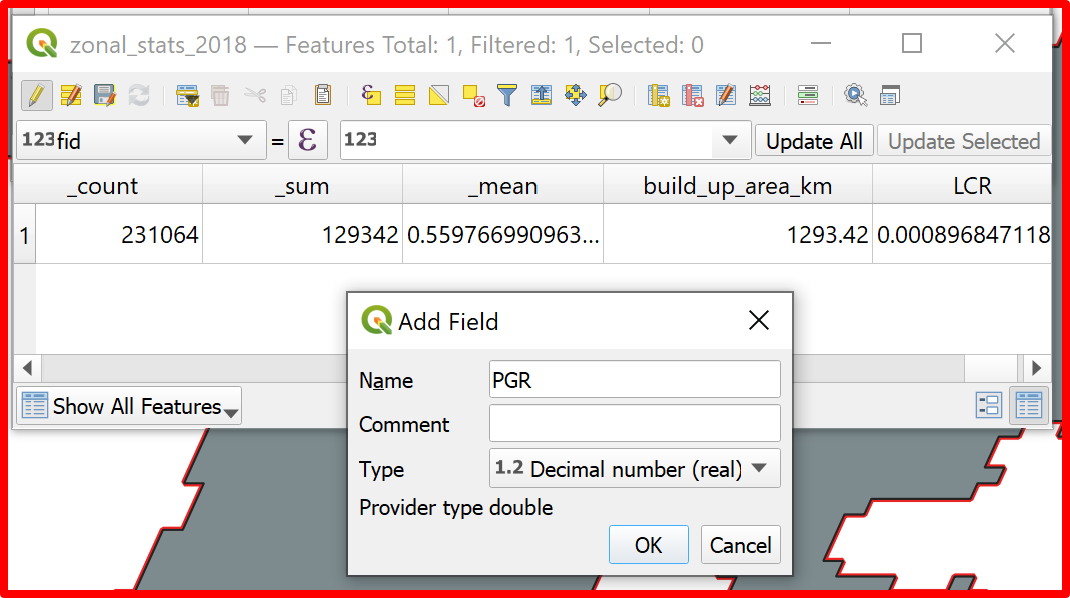 zonal_stats_2018 — Features Total: 1, Filtered: 1, Selected: 0
123 fid = ε 123 Update All Update Selected
_count _sum _mean build_up_area_km LCR
1 231064 129342 0.559766990963... 1293.42 0.000896847118
Add Field
Name PGR
Comment
Type 1.2 Decimal number (real)
Provider type double
OK Cancel
Show All Features